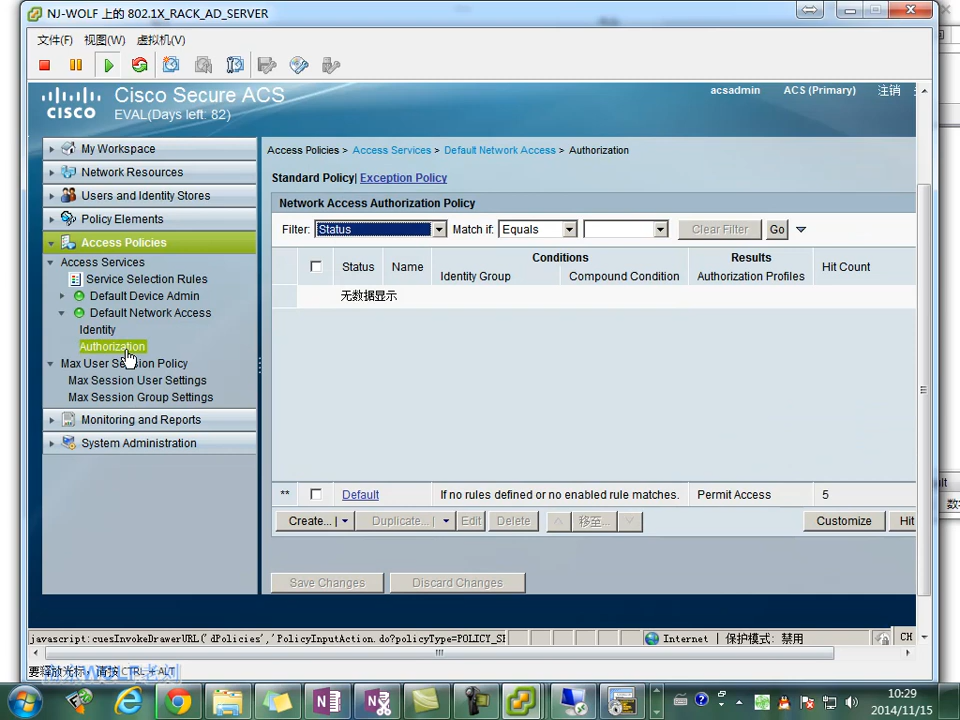 NJ-WOLF 上的 802.1X_RACK_AD_SERVER
文件(F) 视图(W) 虚拟机(V)
CISCO
Cisco Secure ACS
EVAL(Days left: 82)
acsadmin ACS (Primary) 注销
My Workspace
Network Resources
Users and Identity Stores
Policy Elements
Access Policies
Access Services
Service Selection Rules
Default Device Admin
Default Network Access
Identity
Authorization
Max User Session Policy
Max Session User Settings
Max Session Group Settings
Monitoring and Reports
System Administration
Access Policies > Access Services > Default Network Access > Authorization
Standard Policy| Exception Policy
Network Access Authorization Policy
Filter: Status Match if: Equals Clear Filter Go
Status Name Conditions Results Hit Count
Identity Group Compound Condition Authorization Profiles
无数据显示
** Default If no rules defined or no enabled rule matches. Permit Access 5
Create... | Duplicate... | Edit Delete 移至... Customize Hit
Save Changes Discard Changes
javascript:cuesInvokeDrawerURL('dPolicies','PolicyInputAction.do?policyType=POLICY_SE Internet | 保护模式: 禁用 CH
要释放光标，请按 CTRL + ALT
10:29
2014/11/15